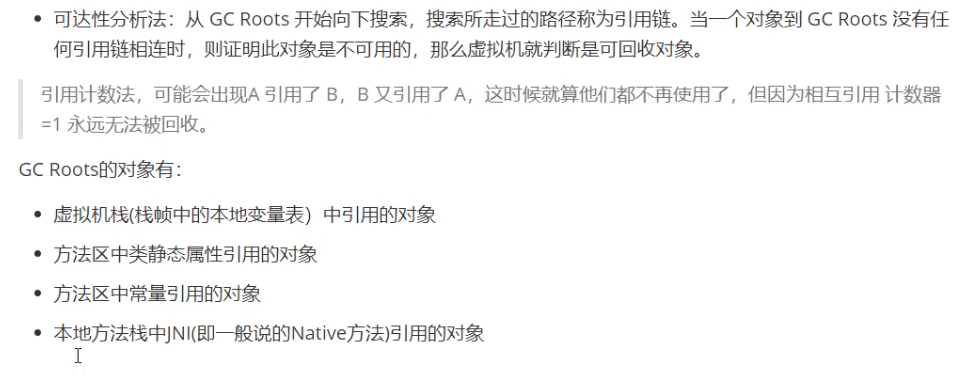 可达性分析法：从 GC Roots 开始向下搜索，搜索所走过的路径称为引用链。当一个对象到 GC Roots 没有任
何引用链相连时，则证明此对象是不可用的，那么虚拟机就判断是可回收对象。
引用计数法，可能会出现A 引用了 B，B 又引用了 A，这时候就算他们都不再使用了，但因为相互引用 计数器
=1 永远无法被回收。
GC Roots的对象有：
虚拟机栈(栈帧中的本地变量表）中引用的对象
方法区中类静态属性引用的对象
方法区中常量引用的对象
本地方法栈中JNI(即一般说的Native方法)引用的对象